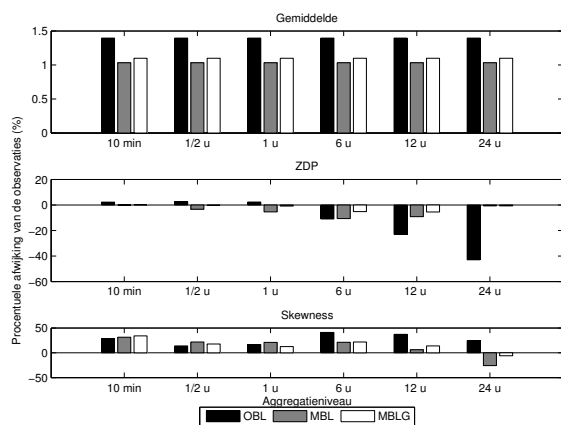 Gemiddelde
1.5
1
0.5
0
10 min 1/2 u 1 u 6 u 12 u 24 u
Procentuele afwijking van de observaties (%)
ZDP
20
0
−20
−40
−60
10 min 1/2 u 1 u 6 u 12 u 24 u
Skewness
50
0
−50
10 min 1/2 u 1 u 6 u 12 u 24 u
Aggregatieniveau
OBL MBL MBLG